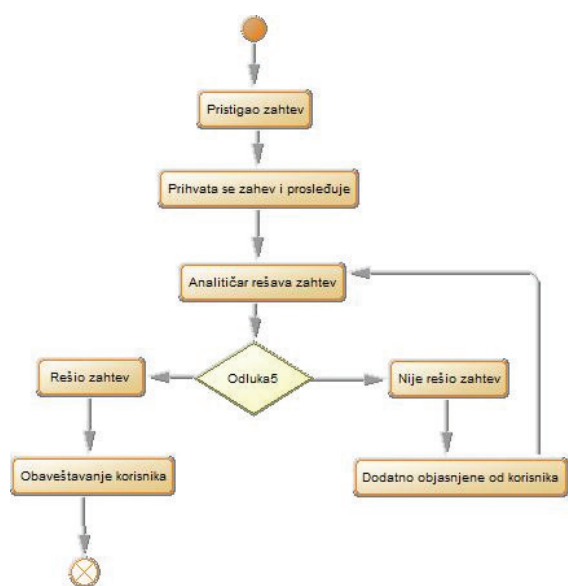 Pristigao zahtev
Prihvata se zahev i prosleđuje
Analitičar rešava zahtev
Odluka5
Rešio zahtev
Nije rešio zahtev
Obaveštavanje korisnika
Dodatno objasnjene od korisnika